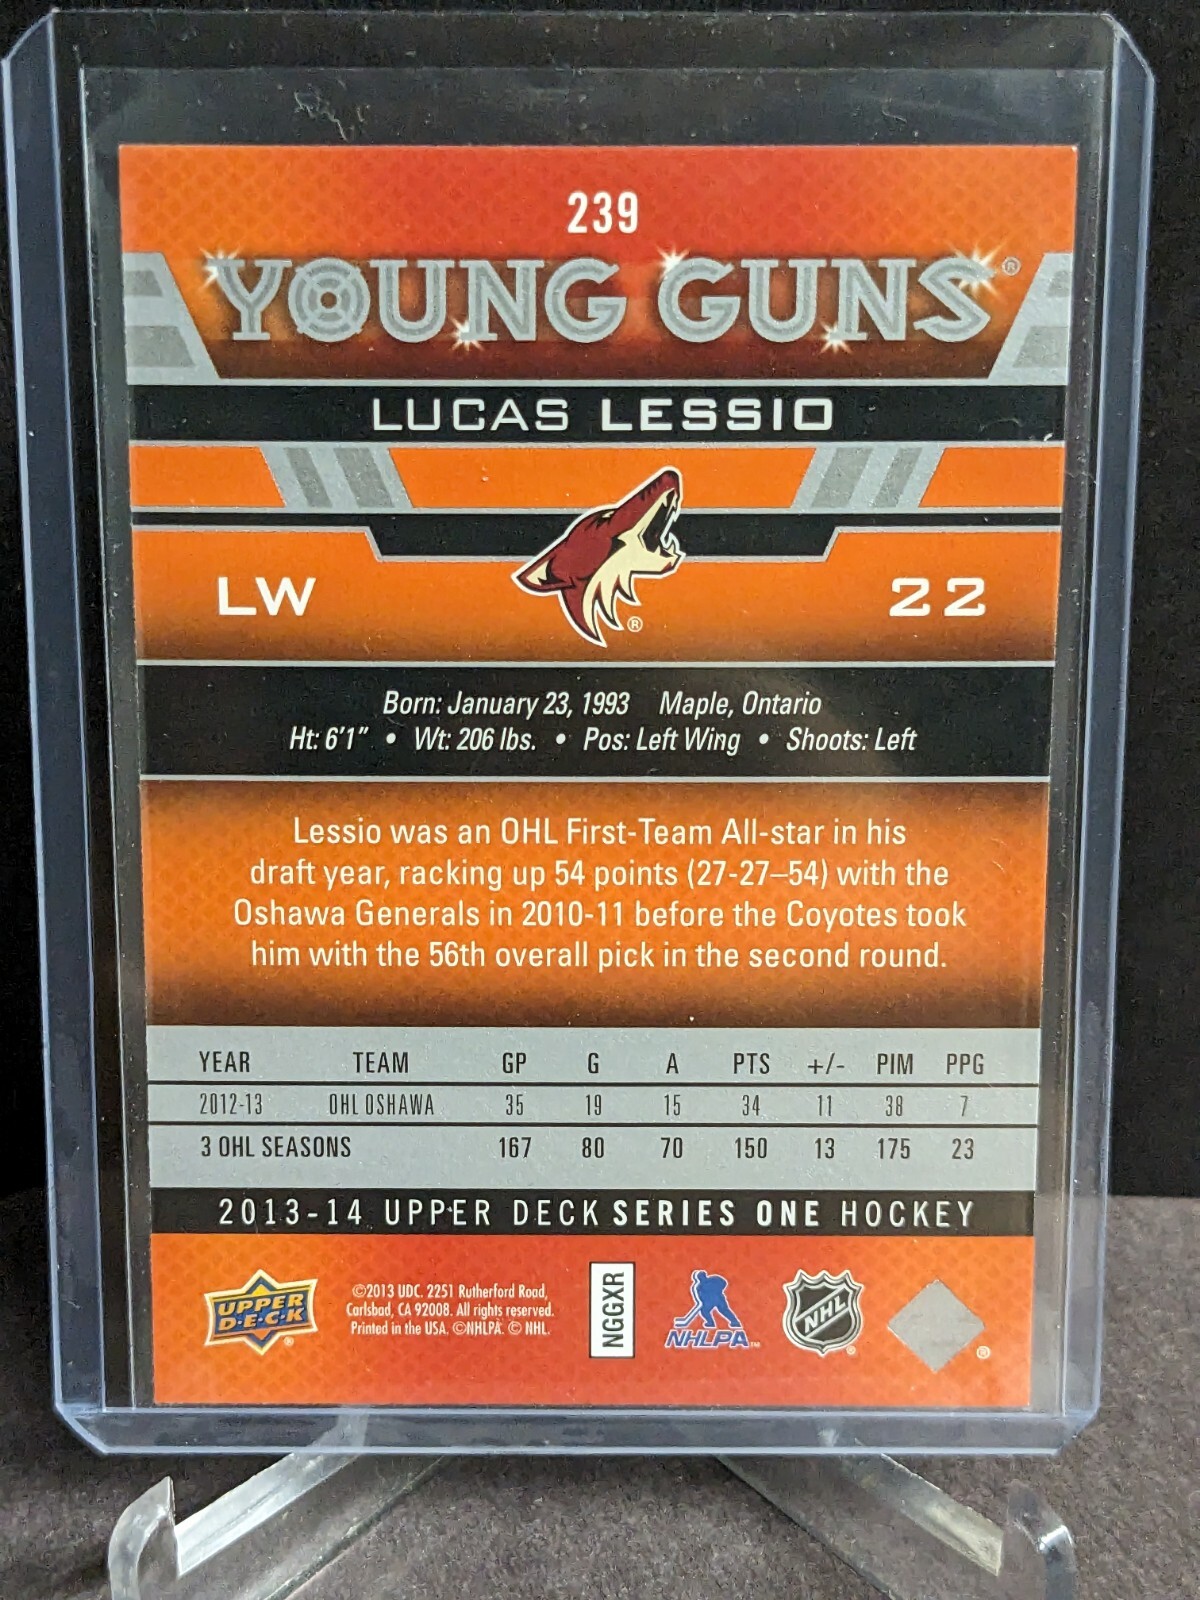 239
YOUNG GUNS®
LUCAS LESSIO
LW
22
®
Born: January 23, 1993 Maple, Ontario
Ht: 6'1" • Wt: 206 lbs. • Pos: Left Wing • Shoots: Left
Lessio was an OHL First-Team All-star in his
draft year, racking up 54 points (27-27–54) with the
Oshawa Generals in 2010-11 before the Coyotes took
him with the 56th overall pick in the second round.
YEAR TEAM GP G A PTS +/- PIM PPG
2012-13 OHL OSHAWA 35 19 15 34 11 38 7
3 OHL SEASONS 167 80 70 150 13 175 23
2013-14 UPPER DECK SERIES ONE HOCKEY
UPPER
D·E·C·K
®
©2013 UDC. 2251 Rutherford Road,
Carlsbad, CA 92008. All rights reserved.
Printed in the USA. ©NHLPA. © NHL.
NGGXR
NHLPA™
NHL
®
®